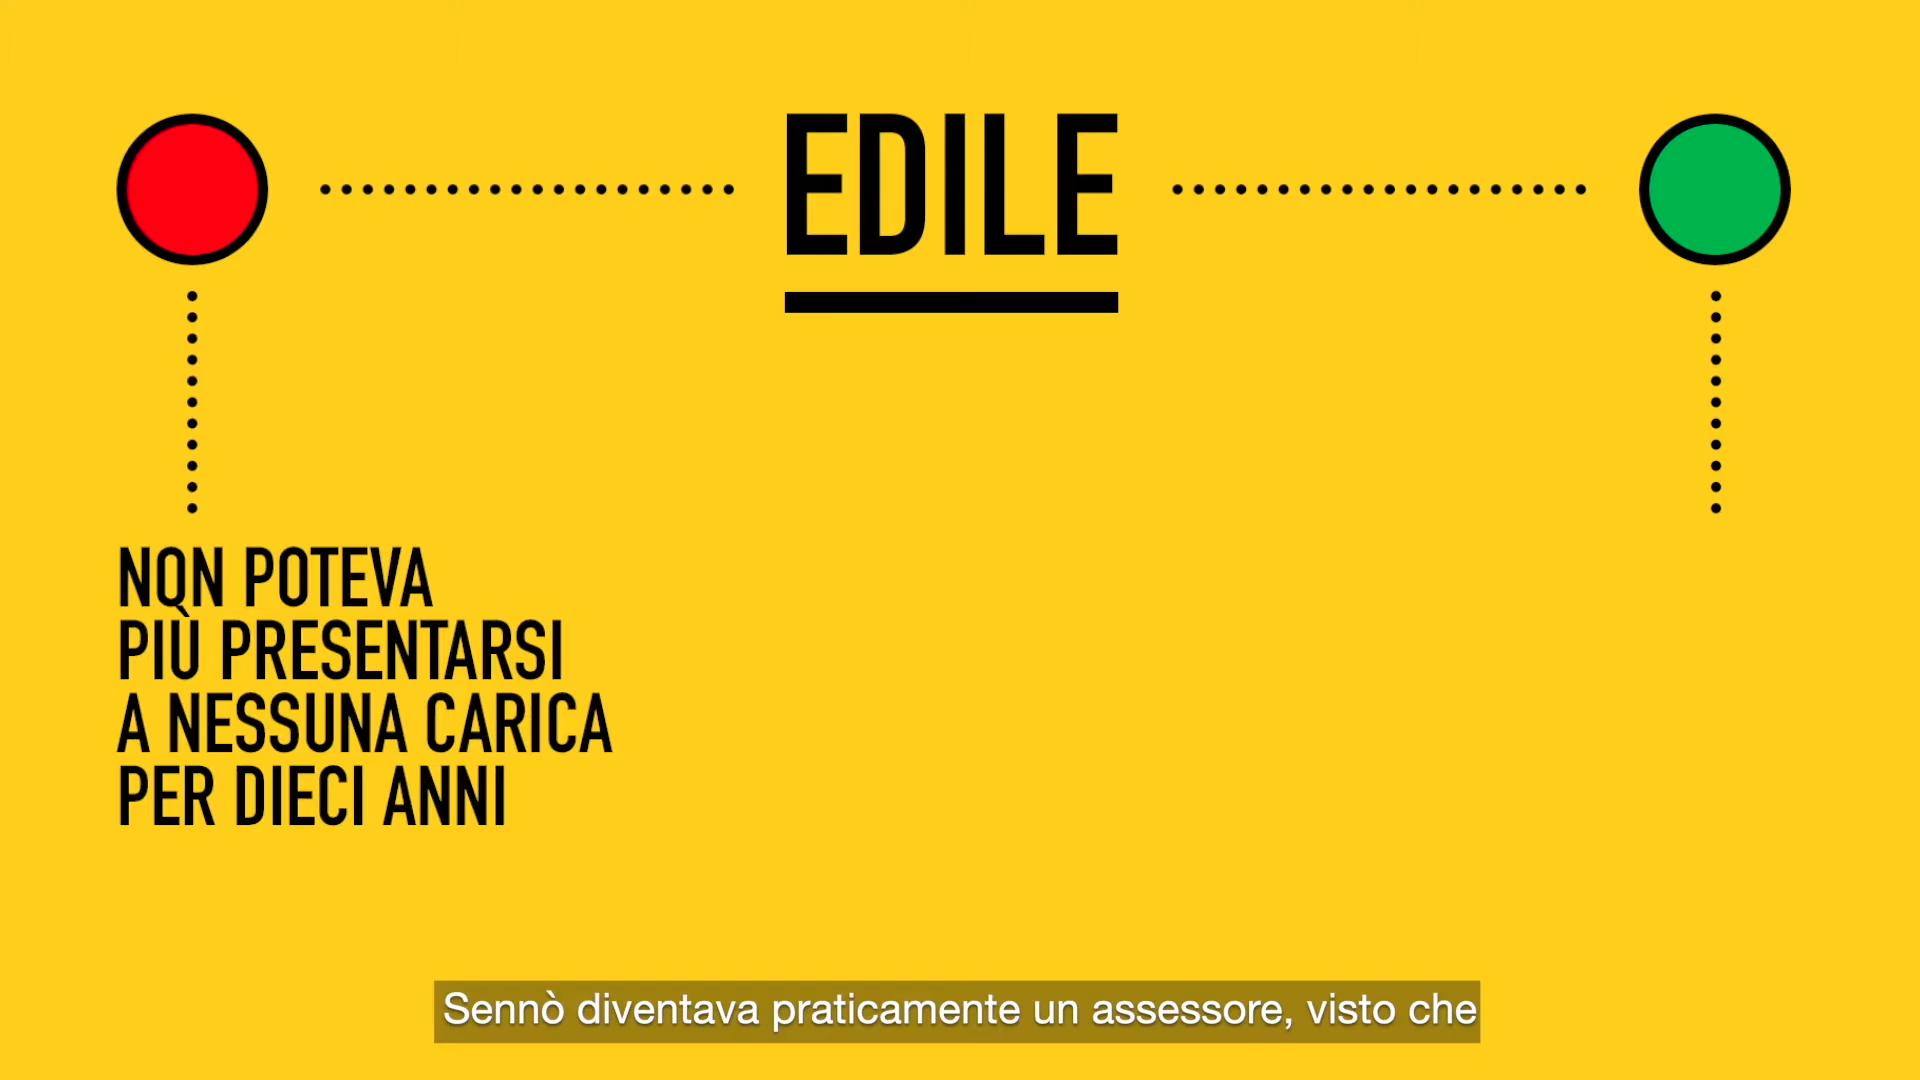 EDILE
NON POTEVA
PIÙ PRESENTARSI
A NESSUNA CARICA
PER DIECI ANNI
Sennò diventava praticamente un assessore, visto che